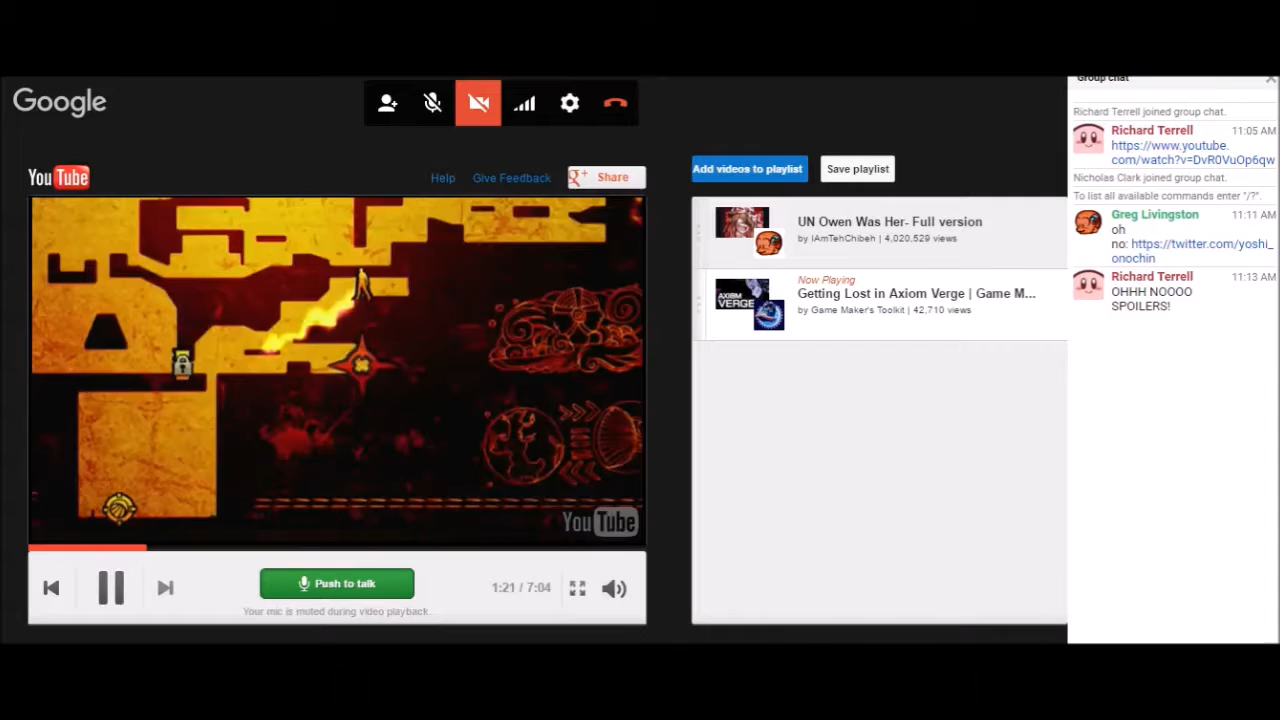 Google
YouTube
Help
Give Feedback
g+ Share
YouTube
Push to talk
1:21 / 7:04
Your mic is muted during video playback.
Add videos to playlist
Save playlist
UN Owen Was Her- Full version
by IAmTehChibeh | 4,020,529 views
Now Playing
AXIOM VERGE
Getting Lost in Axiom Verge | Game M...
by Game Maker's Toolkit | 42,710 views
Group chat
Richard Terrell joined group chat.
Richard Terrell 11:05 AM
https://www.youtube.
com/watch?v=DvR0VuOp6qw
Nicholas Clark joined group chat.
To list all available commands enter "/?".
Greg Livingston 11:11 AM
oh
no: https://twitter.com/yoshi_
onochin
Richard Terrell 11:13 AM
OHHH NOOOO
SPOILERS!